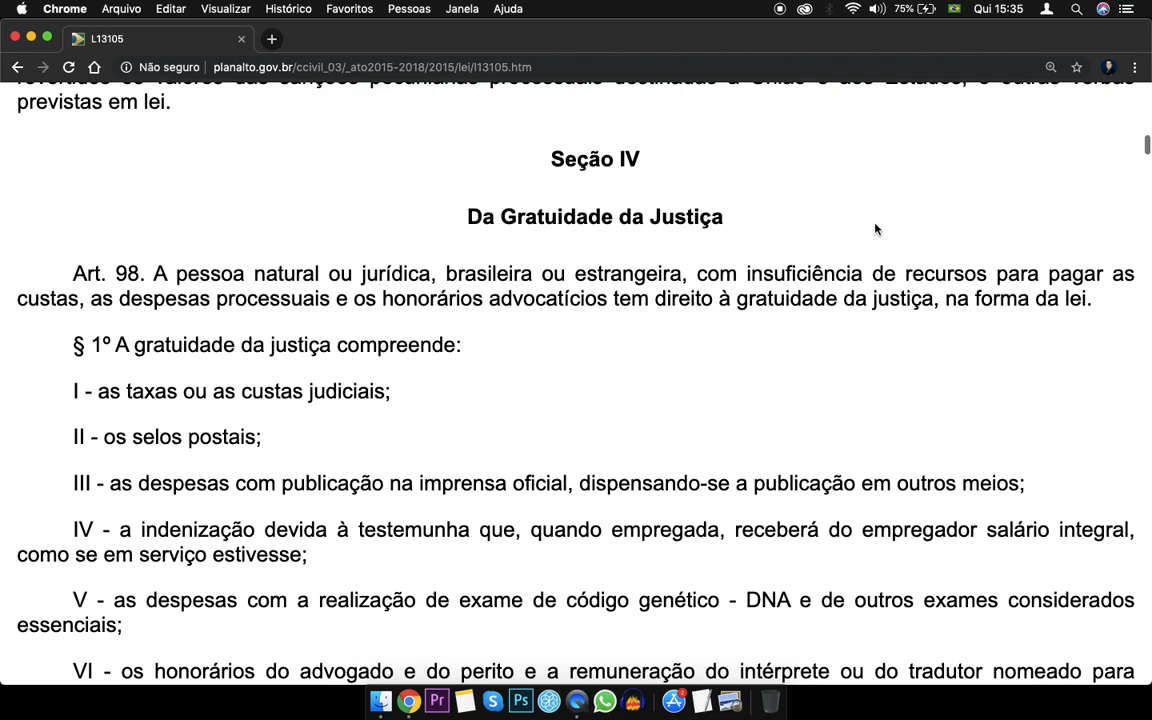 Chrome Arquivo Editar Visualizar Histórico Favoritos Pessoas Janela Ajuda 75% Qui 15:35
L13105
Não seguro planalto.gov.br/ccivil_03/_ato2015-2018/2015/lei/l13105.htm
previstas em lei.
Seção IV
Da Gratuidade da Justiça
Art. 98. A pessoa natural ou jurídica, brasileira ou estrangeira, com insuficiência de recursos para pagar as
custas, as despesas processuais e os honorários advocatícios tem direito à gratuidade da justiça, na forma da lei.
§ 1º A gratuidade da justiça compreende:
I - as taxas ou as custas judiciais;
II - os selos postais;
III - as despesas com publicação na imprensa oficial, dispensando-se a publicação em outros meios;
IV - a indenização devida à testemunha que, quando empregada, receberá do empregador salário integral,
como se em serviço estivesse;
V - as despesas com a realização de exame de código genético - DNA e de outros exames considerados
essenciais;
VI - os honorários do advogado e do perito e a remuneração do intérprete ou do tradutor nomeado para
Pr Ps